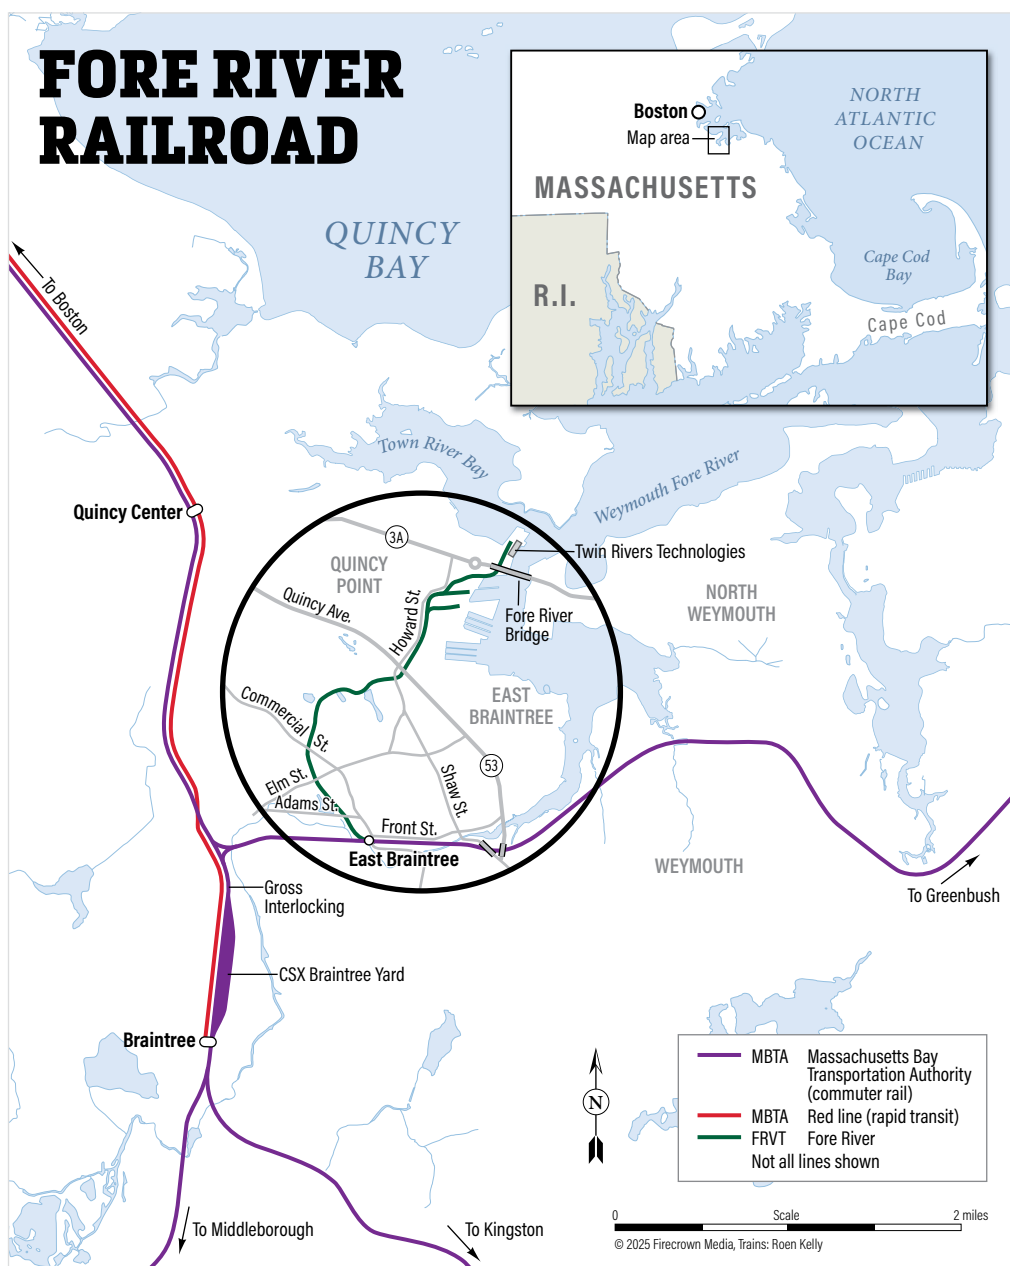 FORE RIVER
RAILROAD
Boston
Map area
NORTH
ATLANTIC
OCEAN
MASSACHUSETTS
R.I.
Cape Cod
Bay
Cape Cod
QUINCY
BAY
To Boston
Town River Bay
Weymouth Fore River
Quincy Center
3A
Twin Rivers Technologies
QUINCY
POINT
NORTH
WEYMOUTH
Quincy Ave.
Howard St.
Fore River
Bridge
EAST
BRAINTREE
Commercial St.
53
Elm St.
Shaw St.
Adams St.
Front St.
East Braintree
WEYMOUTH
Gross
Interlocking
To Greenbush
CSX Braintree Yard
Braintree
MBTA Massachusetts Bay
Transportation Authority
(commuter rail)
MBTA Red line (rapid transit)
FRVT Fore River
Not all lines shown
N
To Middleborough
To Kingston
0 Scale 2 miles
© 2025 Firecrown Media, Trains: Roen Kelly